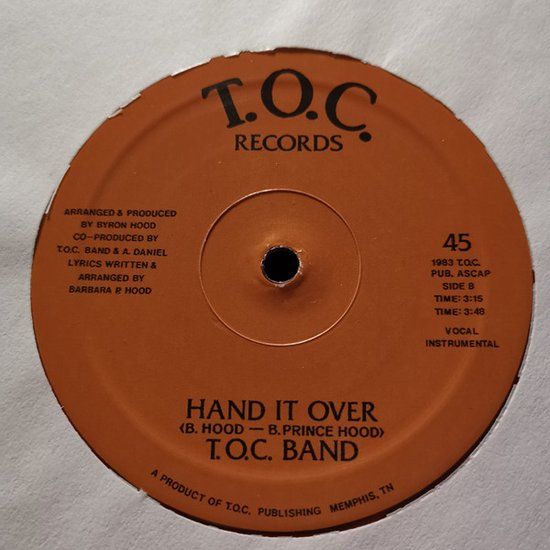 T.O.C.
RECORDS
ARRANGED & PRODUCED
BY BYRON HOOD
CO-PRODUCED BY
T.O.C. BAND & A. DANIEL
LYRICS WRITTEN &
ARRANGED BY
BARBARA P. HOOD
45
1983 T.O.C.
PUB. ASCAP
SIDE B
TIME: 3:15
TIME: 3:48
VOCAL
INSTRUMENTAL
HAND IT OVER
(B. HOOD — B. PRINCE HOOD)
T.O.C. BAND
A PRODUCT OF T.O.C. PUBLISHING MEMPHIS, TN